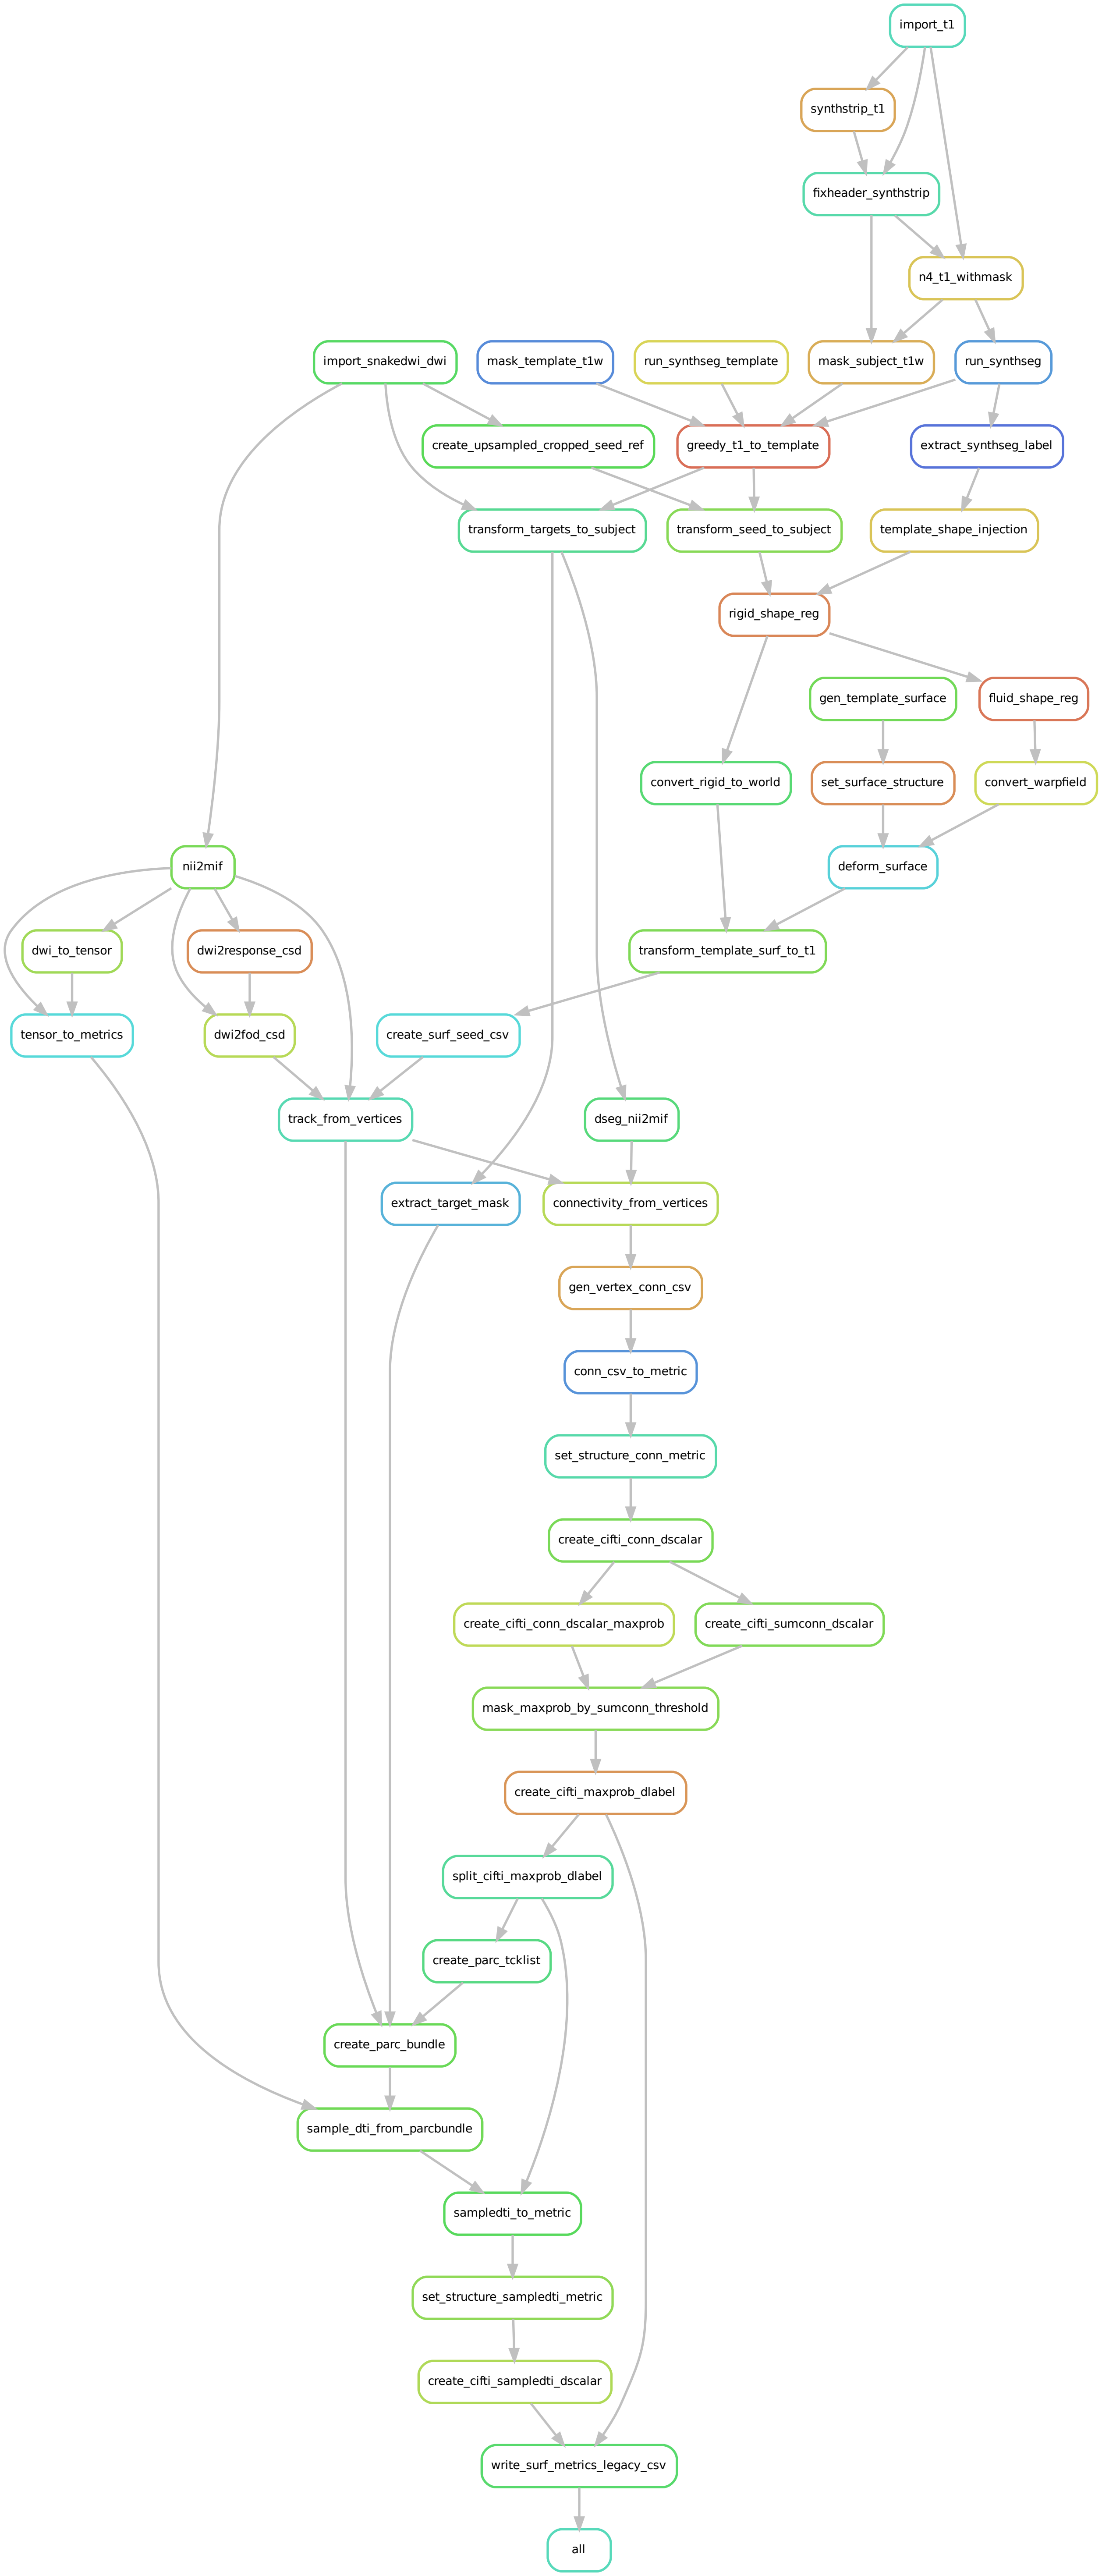 import_t1
synthstrip_t1
fixheader_synthstrip
n4_t1_withmask
import_snakedwi_dwi
mask_template_t1w
run_synthseg_template
mask_subject_t1w
run_synthseg
create_upsampled_cropped_seed_ref
greedy_t1_to_template
extract_synthseg_label
transform_targets_to_subject
transform_seed_to_subject
template_shape_injection
rigid_shape_reg
gen_template_surface
fluid_shape_reg
convert_rigid_to_world
set_surface_structure
convert_warpfield
nii2mif
deform_surface
dwi_to_tensor
dwi2response_csd
transform_template_surf_to_t1
tensor_to_metrics
dwi2fod_csd
create_surf_seed_csv
track_from_vertices
dseg_nii2mif
extract_target_mask
connectivity_from_vertices
gen_vertex_conn_csv
conn_csv_to_metric
set_structure_conn_metric
create_cifti_conn_dscalar
create_cifti_conn_dscalar_maxprob
create_cifti_sumconn_dscalar
mask_maxprob_by_sumconn_threshold
create_cifti_maxprob_dlabel
split_cifti_maxprob_dlabel
create_parc_tcklist
create_parc_bundle
sample_dti_from_parcbundle
sampledti_to_metric
set_structure_sampledti_metric
create_cifti_sampledti_dscalar
write_surf_metrics_legacy_csv
all